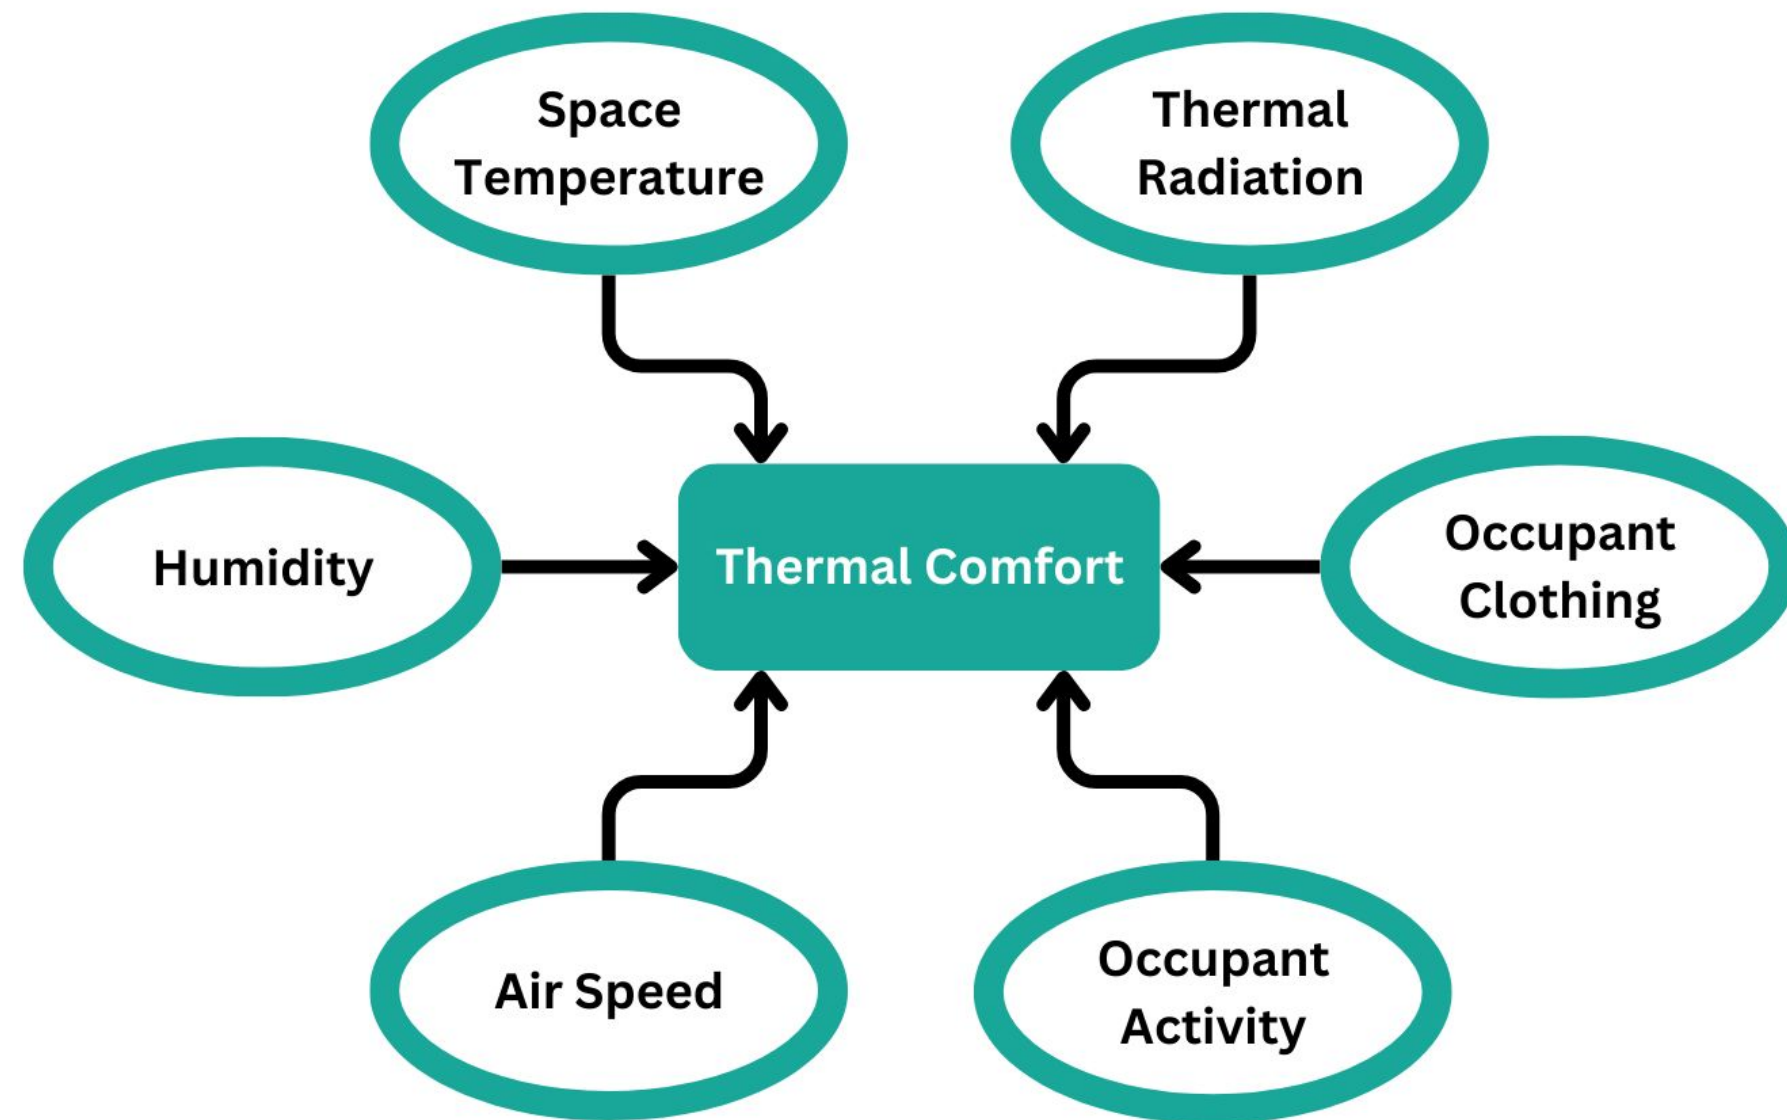 Space
Temperature
Thermal
Radiation
Humidity
Thermal Comfort
Occupant
Clothing
Air Speed
Occupant
Activity